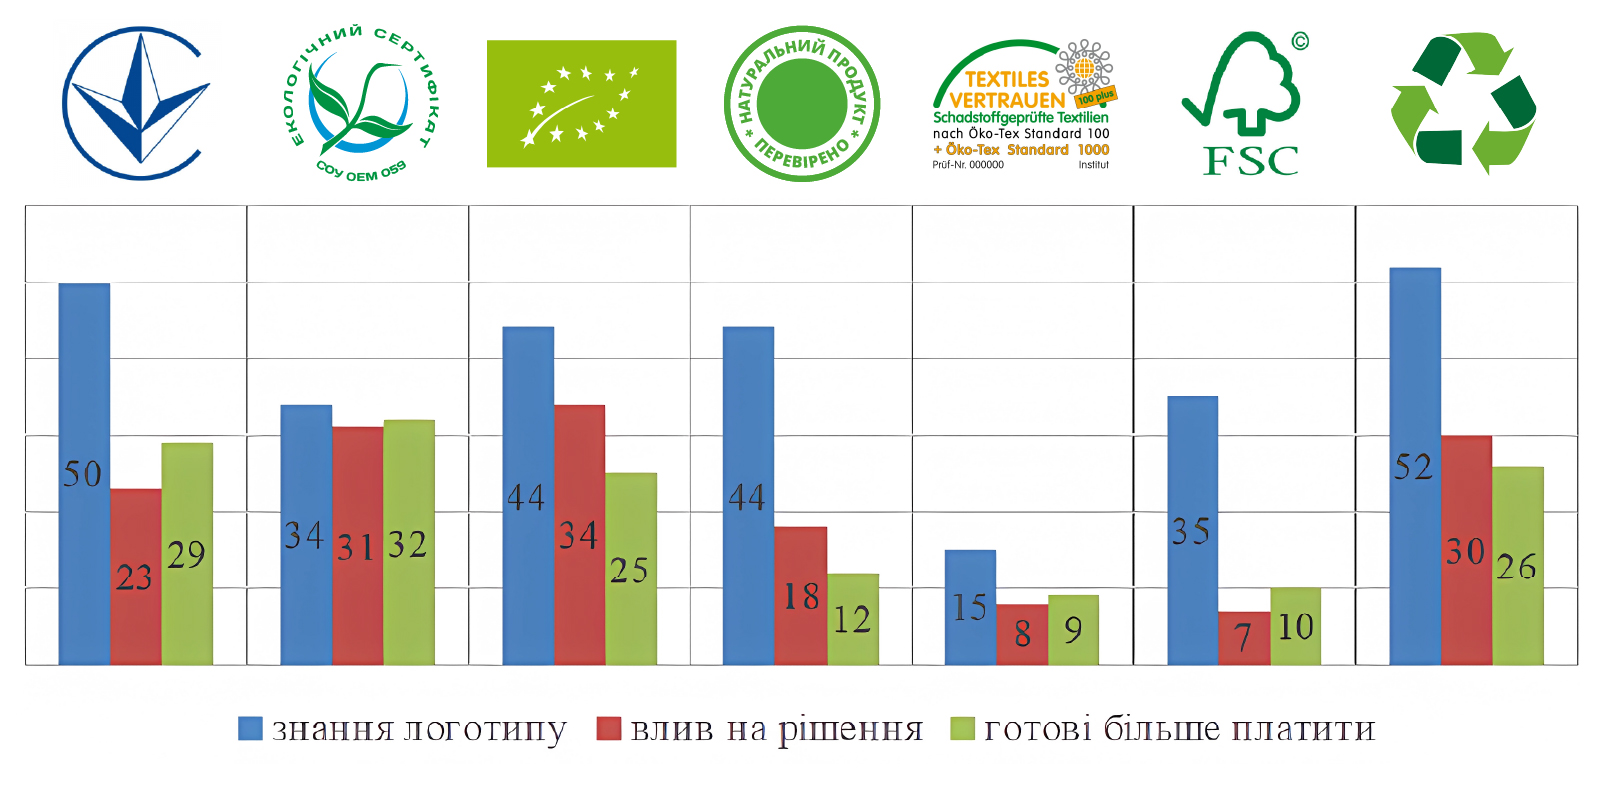 ЕКОЛОГІЧНИЙ СЕРТИФІКАТ
СОУ ОЕМ 059
НАТУРАЛЬНИЙ ПРОДУКТ
* ПЕРЕВІРЕНО *
TEXTILES
VERTRAUEN
100 plus
Schadstoffgeprüfte Textilien
nach Öko-Tex Standard 100
+ Öko-Tex Standard 1000
Prüf-Nr. 000000 Institut
©
FSC
50 23 29
34 31 32
44 34 25
44 18 12
15 8 9
35 7 10
52 30 26
знання логотипу влив на рішення готові більше платити